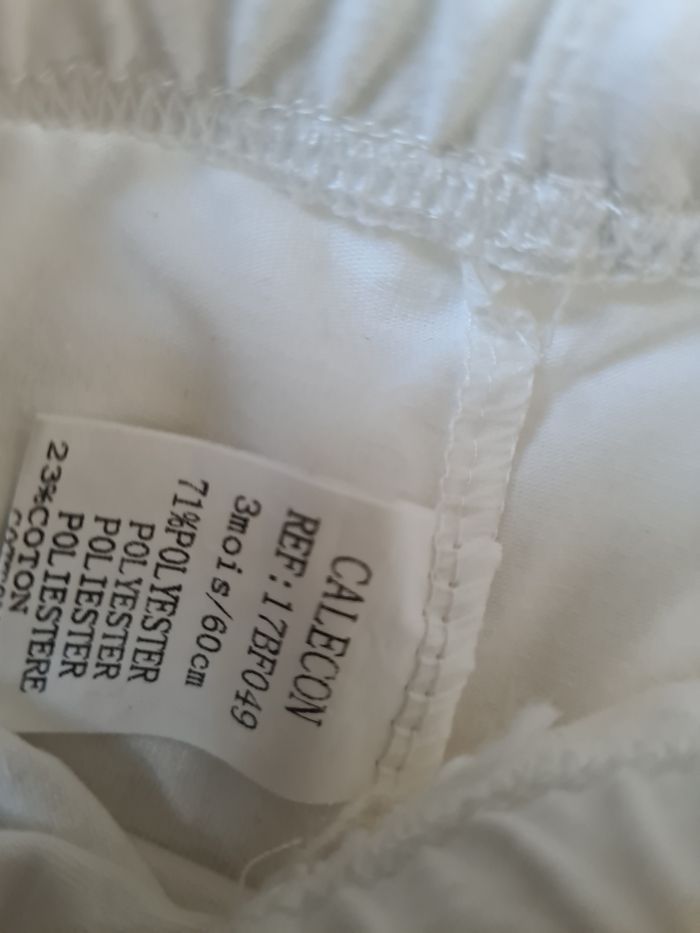 CALECON
REF:17BF049
3mois/60cm
71%POLYESTER
POLYESTER
POLIESTER
POLIESTERE
23%COTON